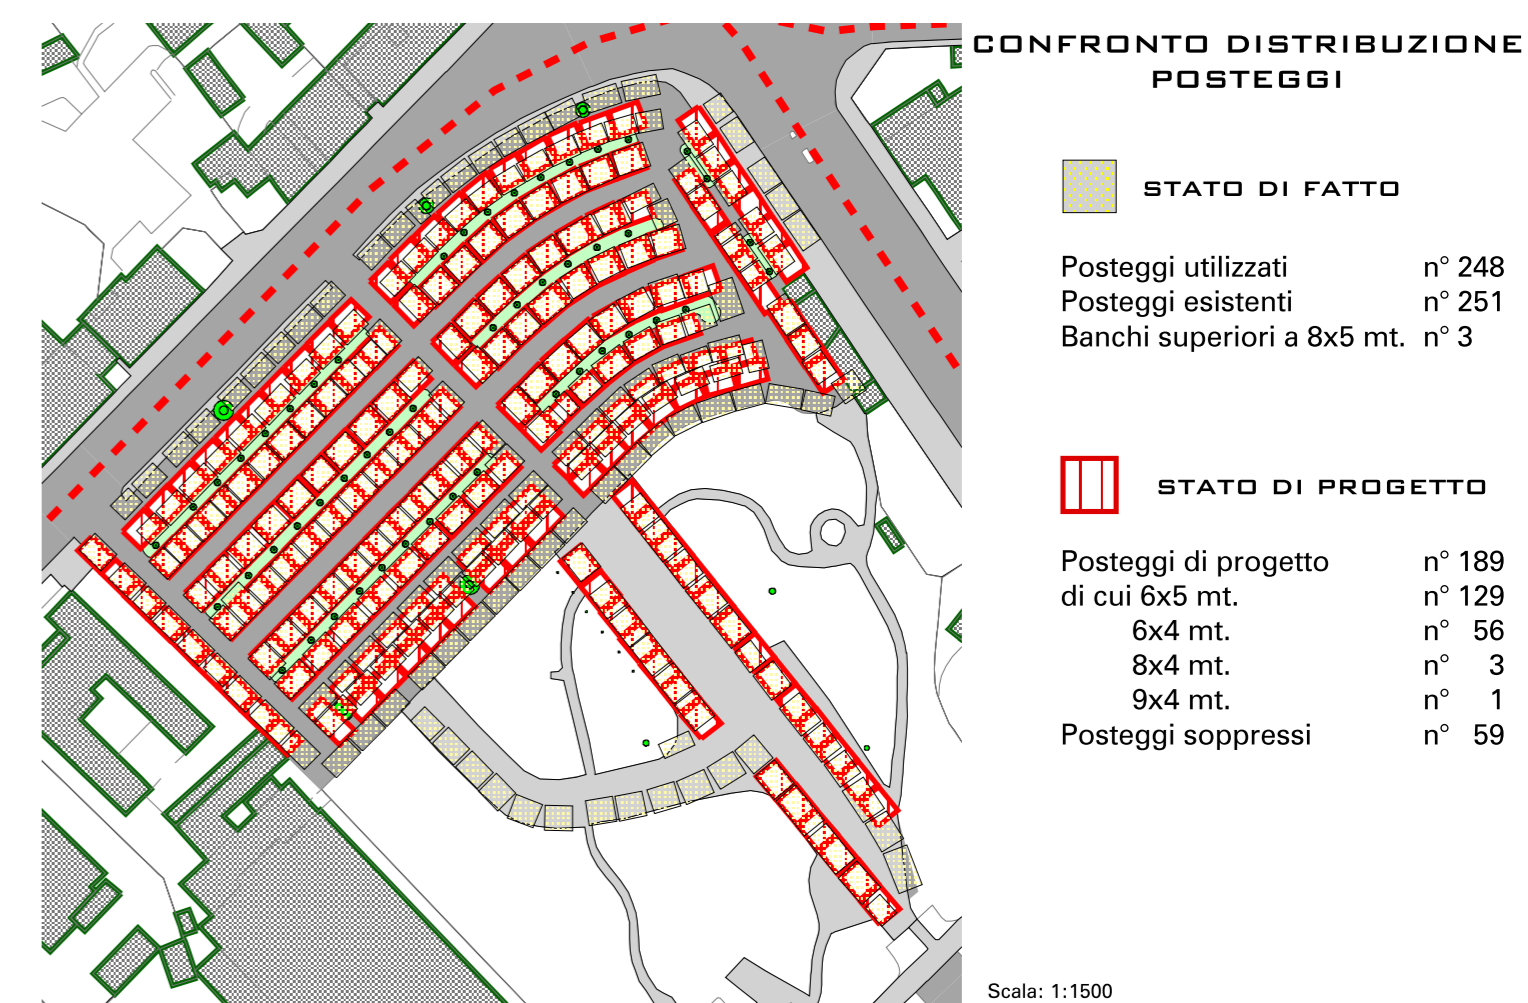 CONFRONTO DISTRIBUZIONE
POSTEGGI
STATO DI FATTO
Posteggi utilizzati n° 248
Posteggi esistenti n° 251
Banchi superiori a 8x5 mt. n° 3
STATO DI PROGETTO
Posteggi di progetto n° 189
di cui 6x5 mt. n° 129
6x4 mt. n° 56
8x4 mt. n° 3
9x4 mt. n° 1
Posteggi soppressi n° 59
Scala: 1:1500